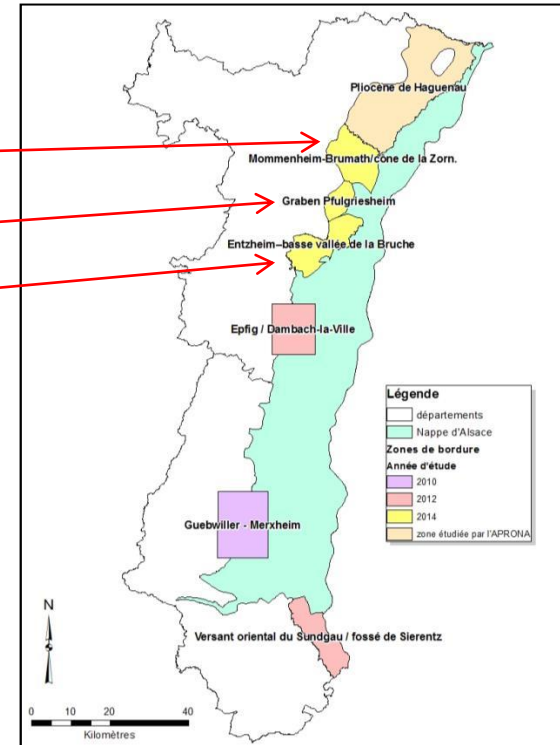 Pliocène de Haguenau
Mommenheim-Brumath/cône de la Zorn.
Graben Pfulgriesheim
Entzheim–basse vallée de la Bruche
Epfig / Dambach-la-Ville
Légende
départements
Nappe d'Alsace
Zones de bordure
Année d'étude
2010
2012
2014
zone étudiée par l'APRONA
Guebwiller - Merxheim
N
Versant oriental du Sundgau / fossé de Sierentz
0 10 20 40
Kilomètres